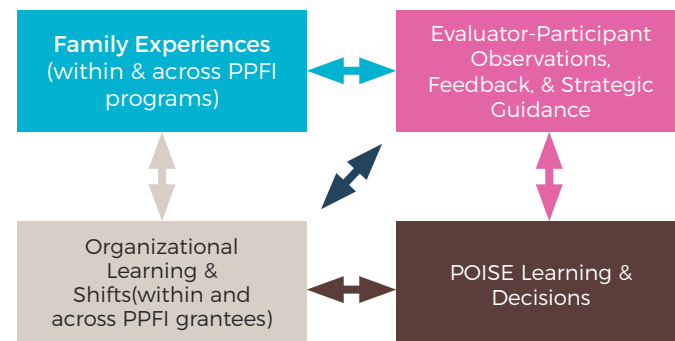 Family Experiences
(within & across PPFI
programs)
Evaluator-Participant
Observations,
Feedback, & Strategic
Guidance
Organizational
Learning &
Shifts(within and
across PPFI grantees)
POISE Learning &
Decisions